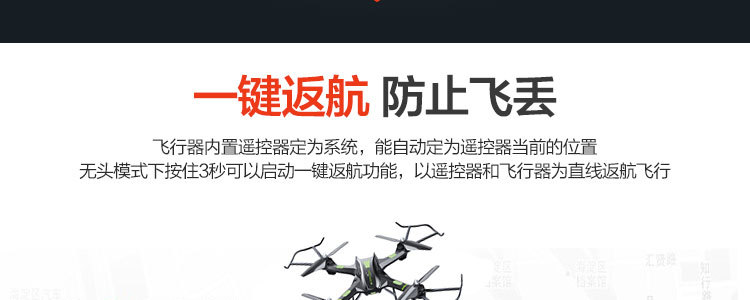 一键返航 防止飞丢
飞行器内置遥控器定为系统，能自动定为遥控器当前的位置
无头模式下按住3秒可以启动一键返航功能，以遥控器和飞行器为直线返航飞行